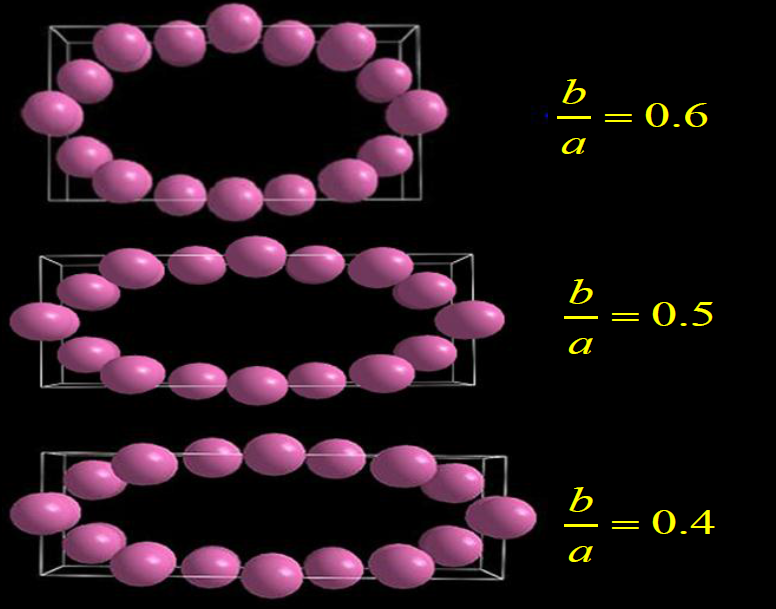 b/a = 0.6
b/a = 0.5
b/a = 0.4